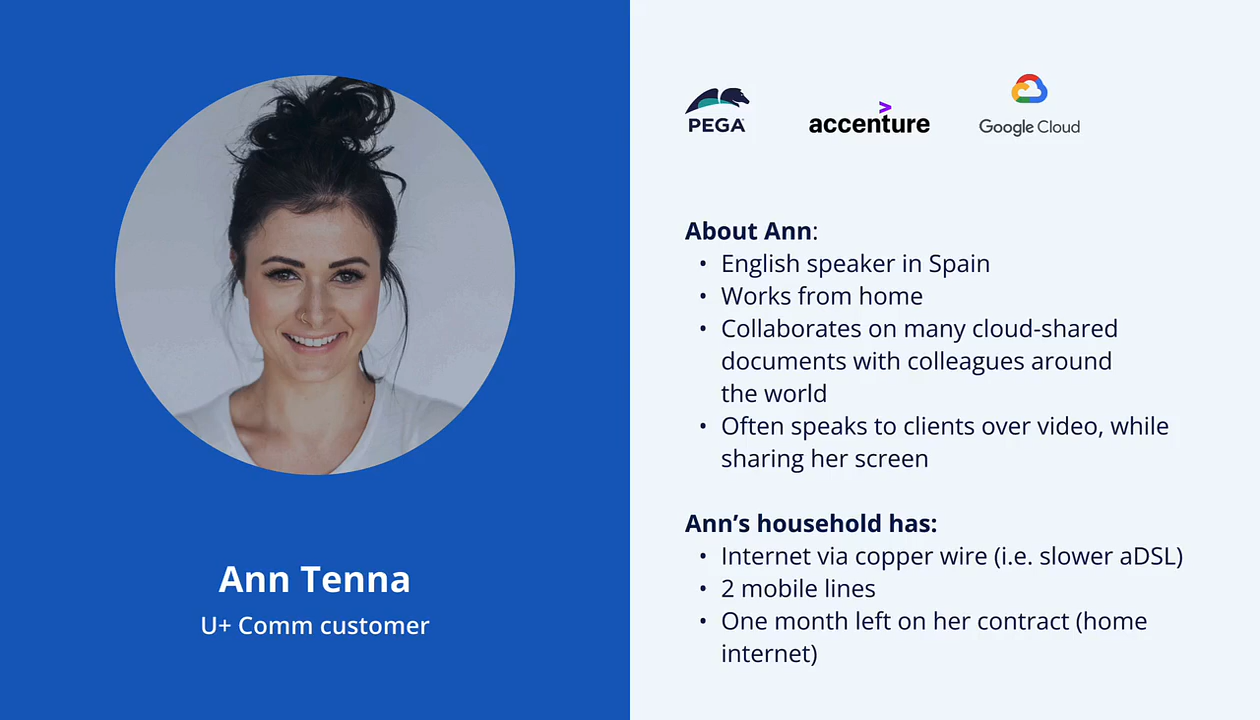 Ann Tenna
U+ Comm customer
PEGA
accenture
Google Cloud
About Ann:
• English speaker in Spain
• Works from home
• Collaborates on many cloud-shared
documents with colleagues around
the world
• Often speaks to clients over video, while
sharing her screen
Ann’s household has:
• Internet via copper wire (i.e. slower aDSL)
• 2 mobile lines
• One month left on her contract (home
internet)